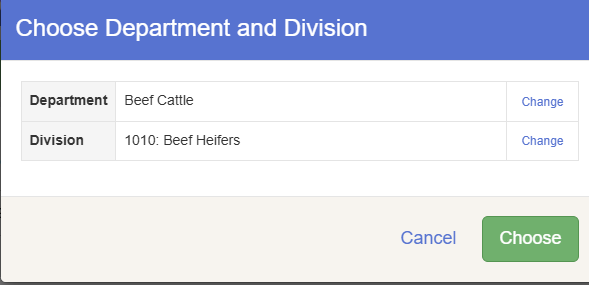 Choose Department and Division
Department Beef Cattle Change
Division 1010: Beef Heifers Change
Cancel Choose